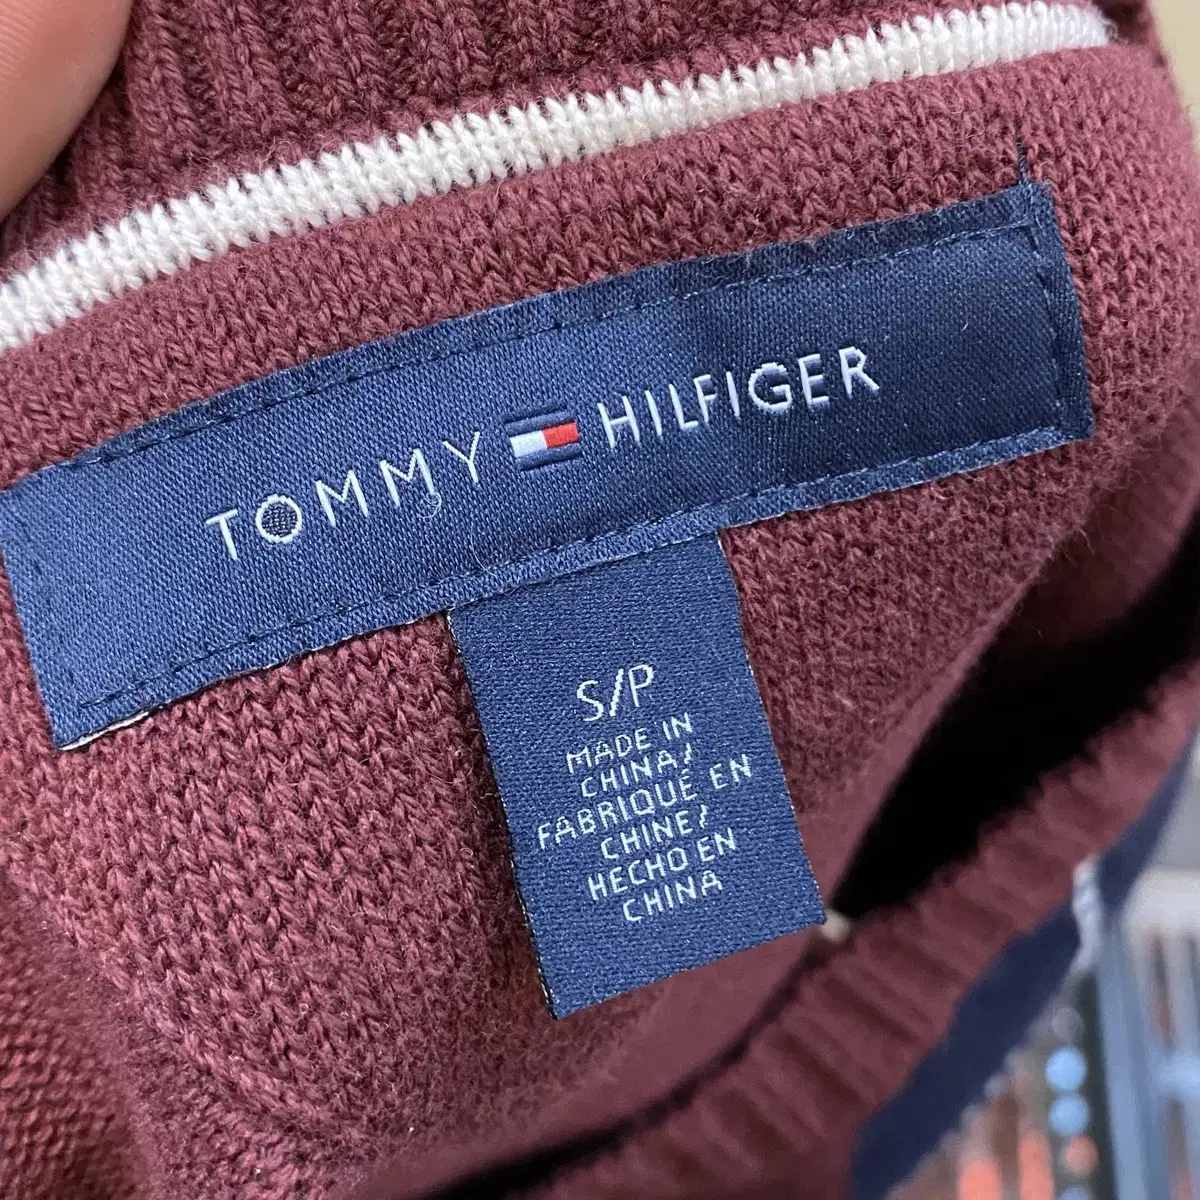 TOMMY HILFIGER
S/P
MADE IN
CHINA/
FABRIQUÉ EN
CHINE/
HECHO EN
CHINA